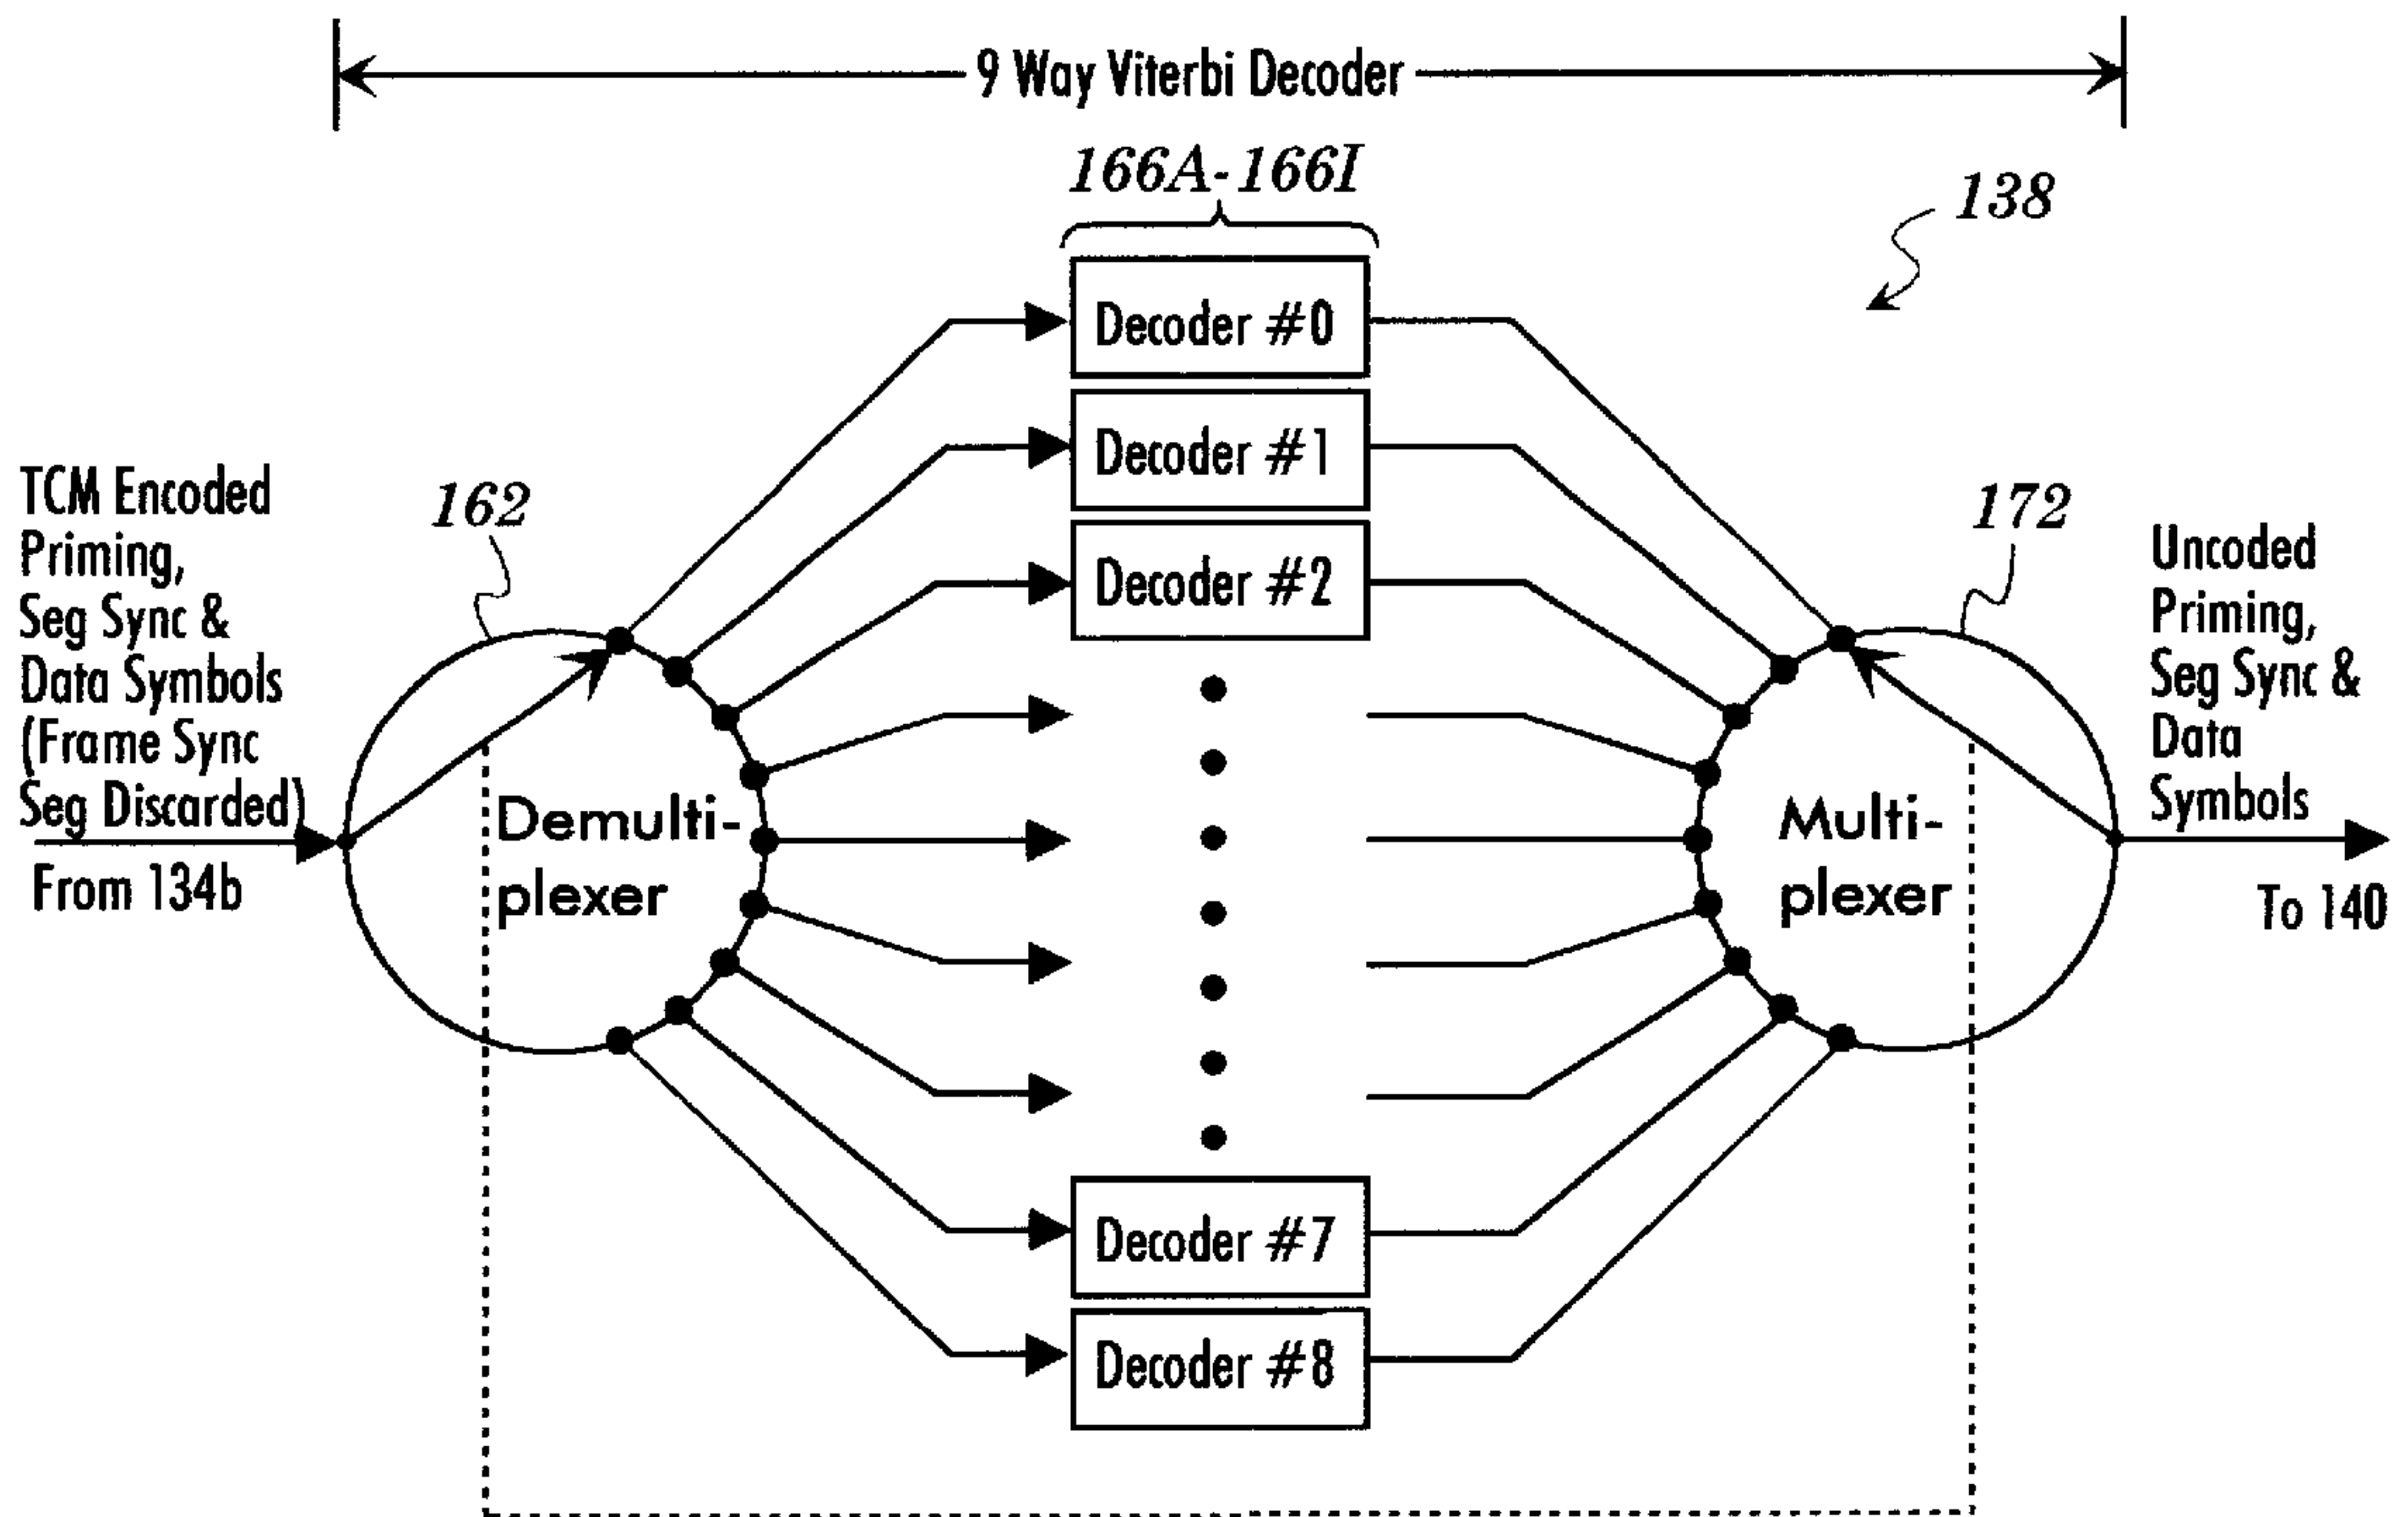 9 Way Viterbi Decoder
166A-166I
138
Decoder #0
Decoder #1
Decoder #2
Decoder #7
Decoder #8
TCM Encoded
Priming,
Seg Sync &
Data Symbols
(Frame Sync
Seg Discarded)
From 134b
162
Demulti-
plexer
172
Multi-
plexer
Uncoded
Priming,
Seg Sync &
Data
Symbols
To 140